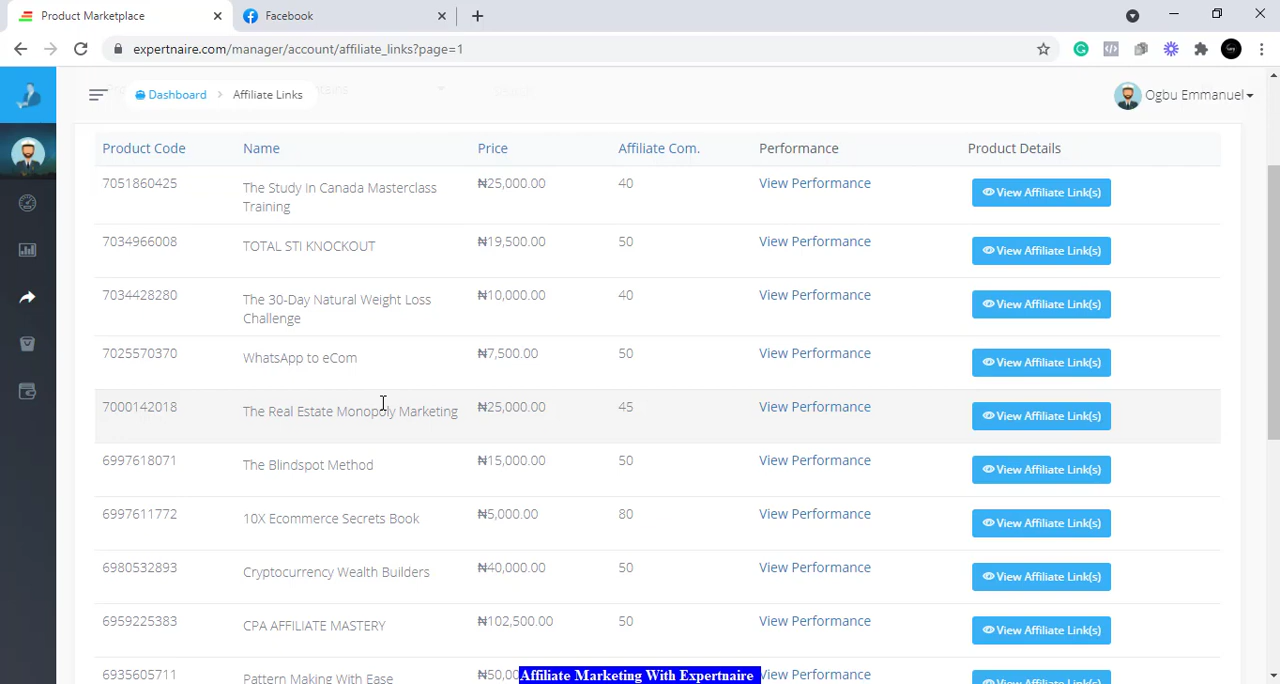 Product Marketplace
Facebook
expertnaire.com/manager/account/affiliate_links?page=1
Dashboard > Affiliate Links
Ogbu Emmanuel
Product Code Name Price Affiliate Com. Performance Product Details
7051860425 The Study In Canada Masterclass ₦25,000.00 40 View Performance View Affiliate Link(s)
Training
7034966008 TOTAL STI KNOCKOUT ₦19,500.00 50 View Performance View Affiliate Link(s)
7034428280 The 30-Day Natural Weight Loss ₦10,000.00 40 View Performance View Affiliate Link(s)
Challenge
7025570370 WhatsApp to eCom ₦7,500.00 50 View Performance View Affiliate Link(s)
7000142018 The Real Estate Monopoly Marketing ₦25,000.00 45 View Performance View Affiliate Link(s)
6997618071 The Blindspot Method ₦15,000.00 50 View Performance View Affiliate Link(s)
6997611772 10X Ecommerce Secrets Book ₦5,000.00 80 View Performance View Affiliate Link(s)
6980532893 Cryptocurrency Wealth Builders ₦40,000.00 50 View Performance View Affiliate Link(s)
6959225383 CPA AFFILIATE MASTERY ₦102,500.00 50 View Performance View Affiliate Link(s)
6935605711 Pattern Making With Ease View Performance View Affiliate Link(s)
Affiliate Marketing With Expertnaire